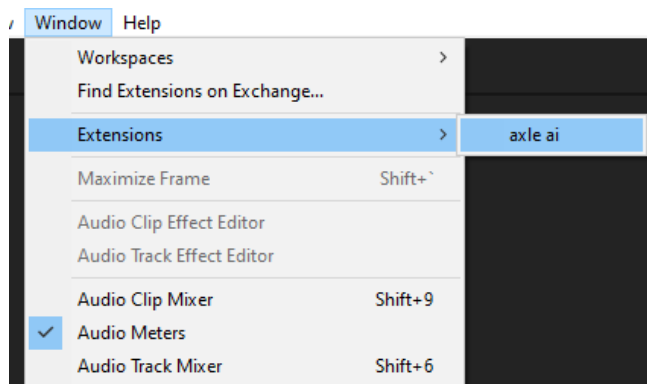 Window Help
Workspaces >
Find Extensions on Exchange...
Extensions > axle ai
Maximize Frame Shift+`
Audio Clip Effect Editor
Audio Track Effect Editor
Audio Clip Mixer Shift+9
Audio Meters
Audio Track Mixer Shift+6